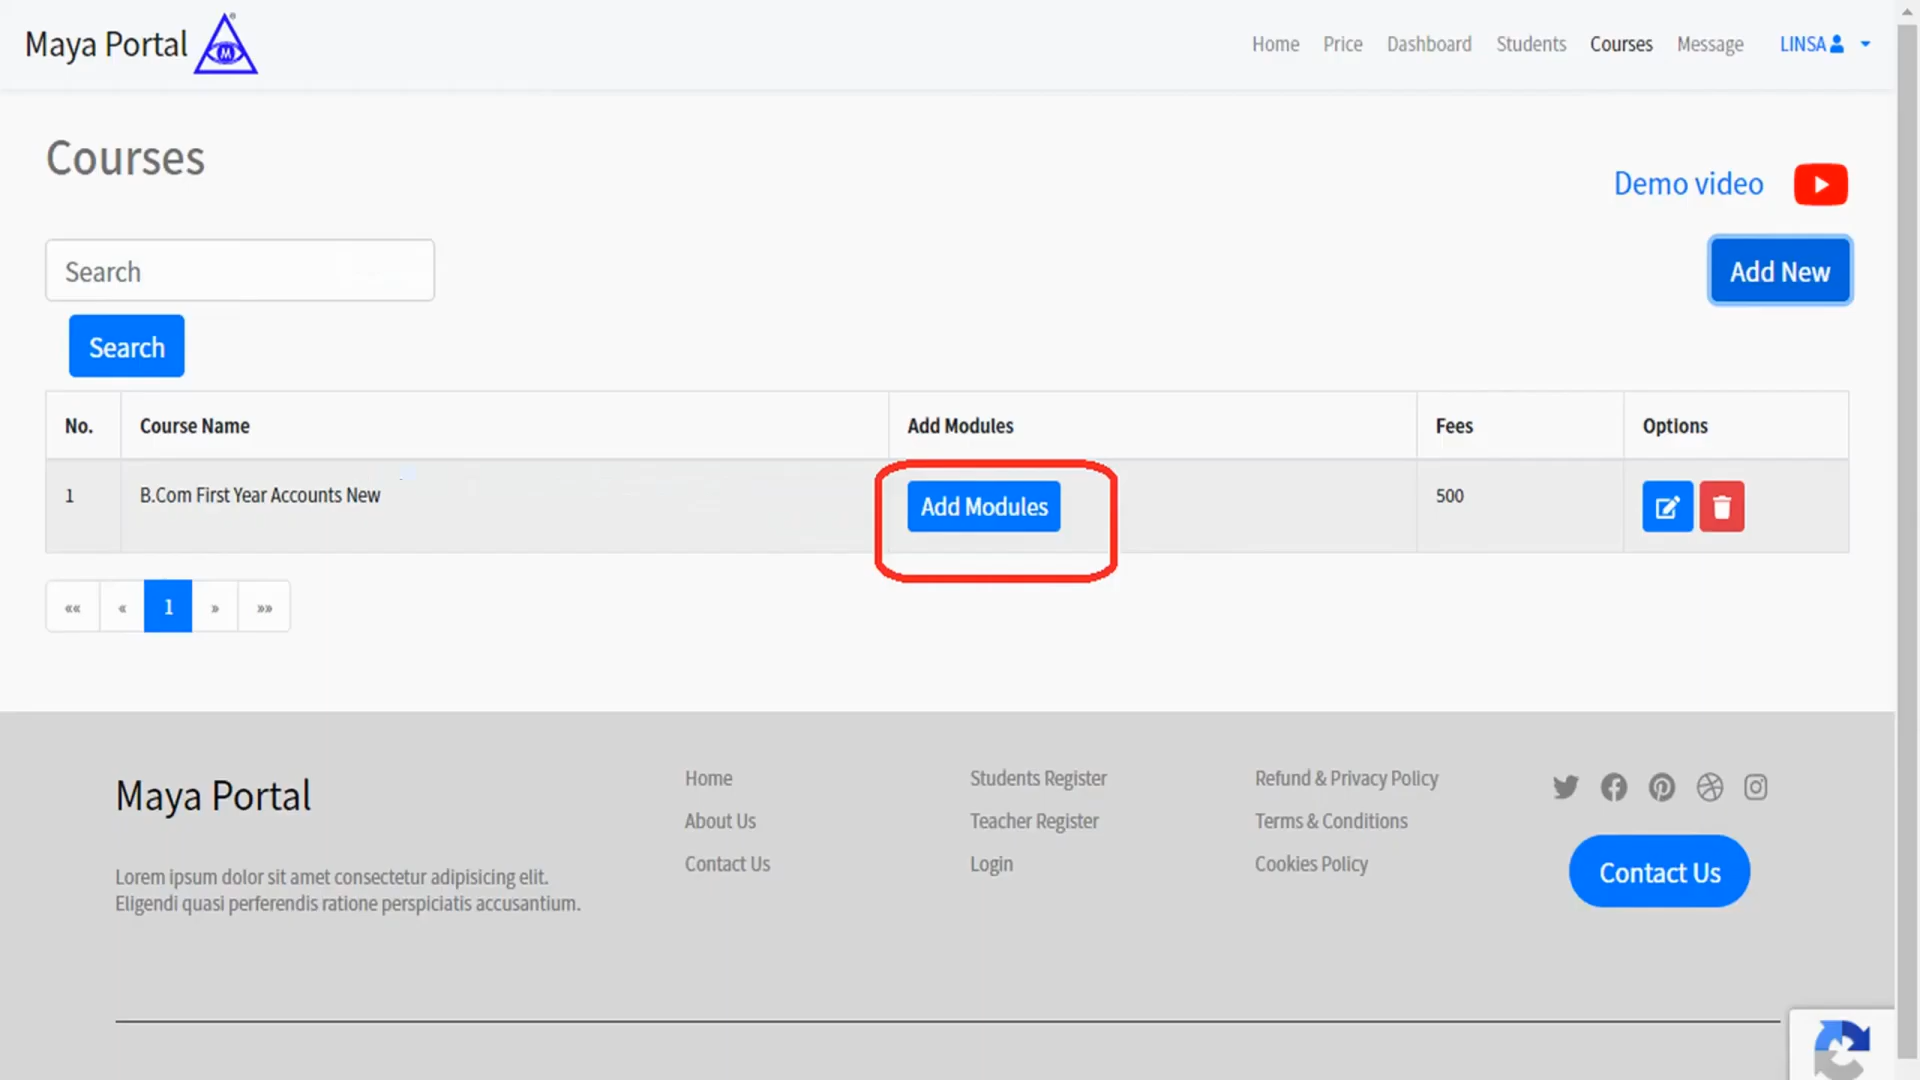 Maya Portal
M
Home
Price
Dashboard
Students
Courses
Message
LINSA
Courses
Demo video
Search
Add New
Search
No.
Course Name
Add Modules
Fees
Options
1
B.Com First Year Accounts New
Add Modules
500
««
«
1
»
»»
Maya Portal
Lorem ipsum dolor sit amet consectetur adipisicing elit.
Eligendi quasi perferendis ratione perspiciatis accusantium.
Home
About Us
Contact Us
Students Register
Teacher Register
Login
Refund & Privacy Policy
Terms & Conditions
Cookies Policy
Contact Us